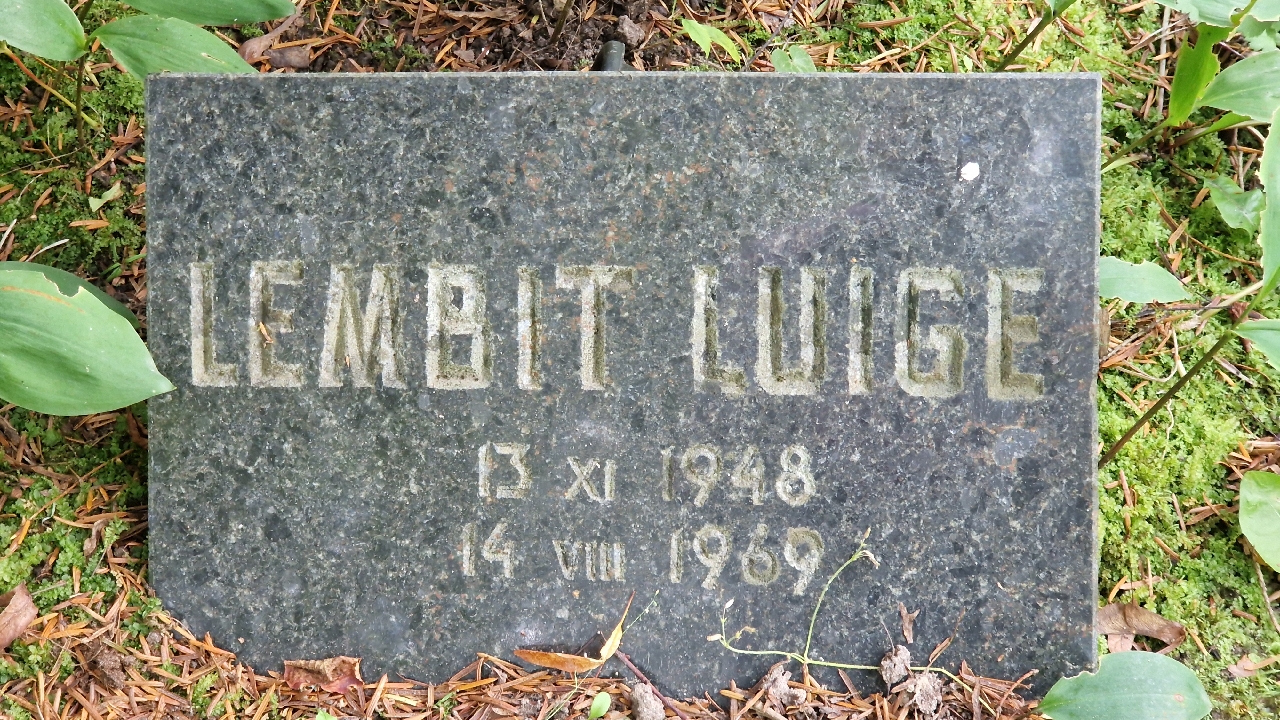 LEMBIT LUIGE
13 XI 1948
14 VIII 1969